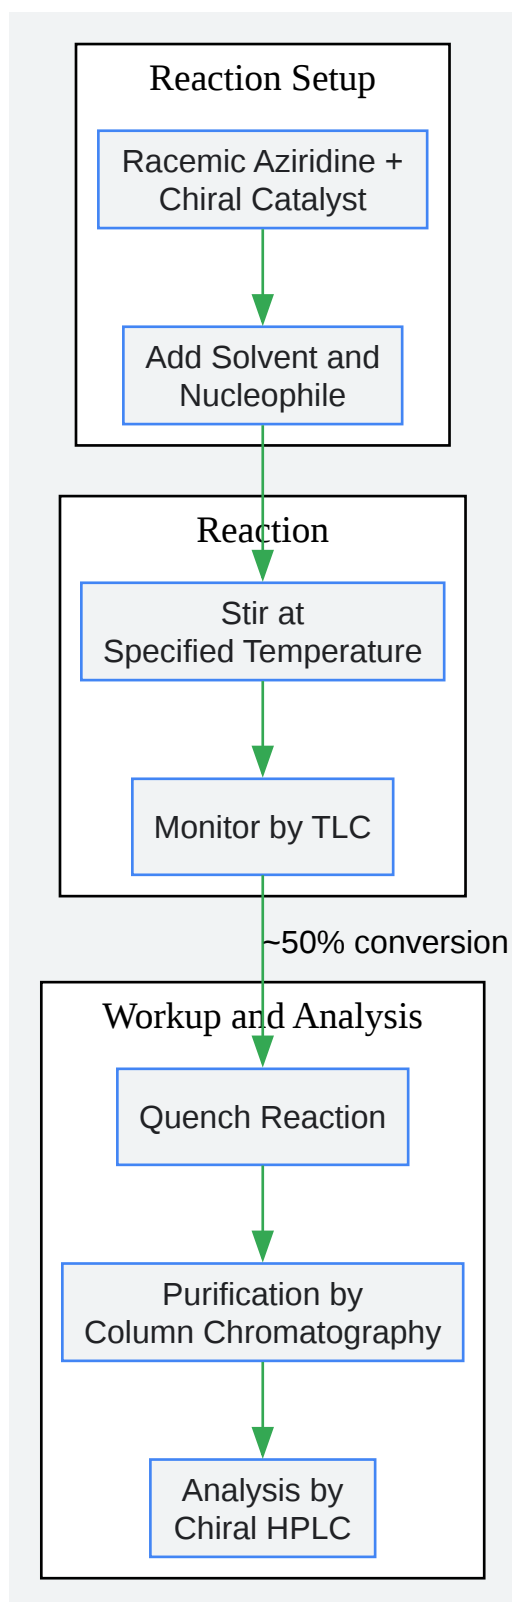 Reaction Setup
Racemic Aziridine +
Chiral Catalyst
Add Solvent and
Nucleophile
Reaction
Stir at
Specified Temperature
Monitor by TLC
~50% conversion
Workup and Analysis
Quench Reaction
Purification by
Column Chromatography
Analysis by
Chiral HPLC